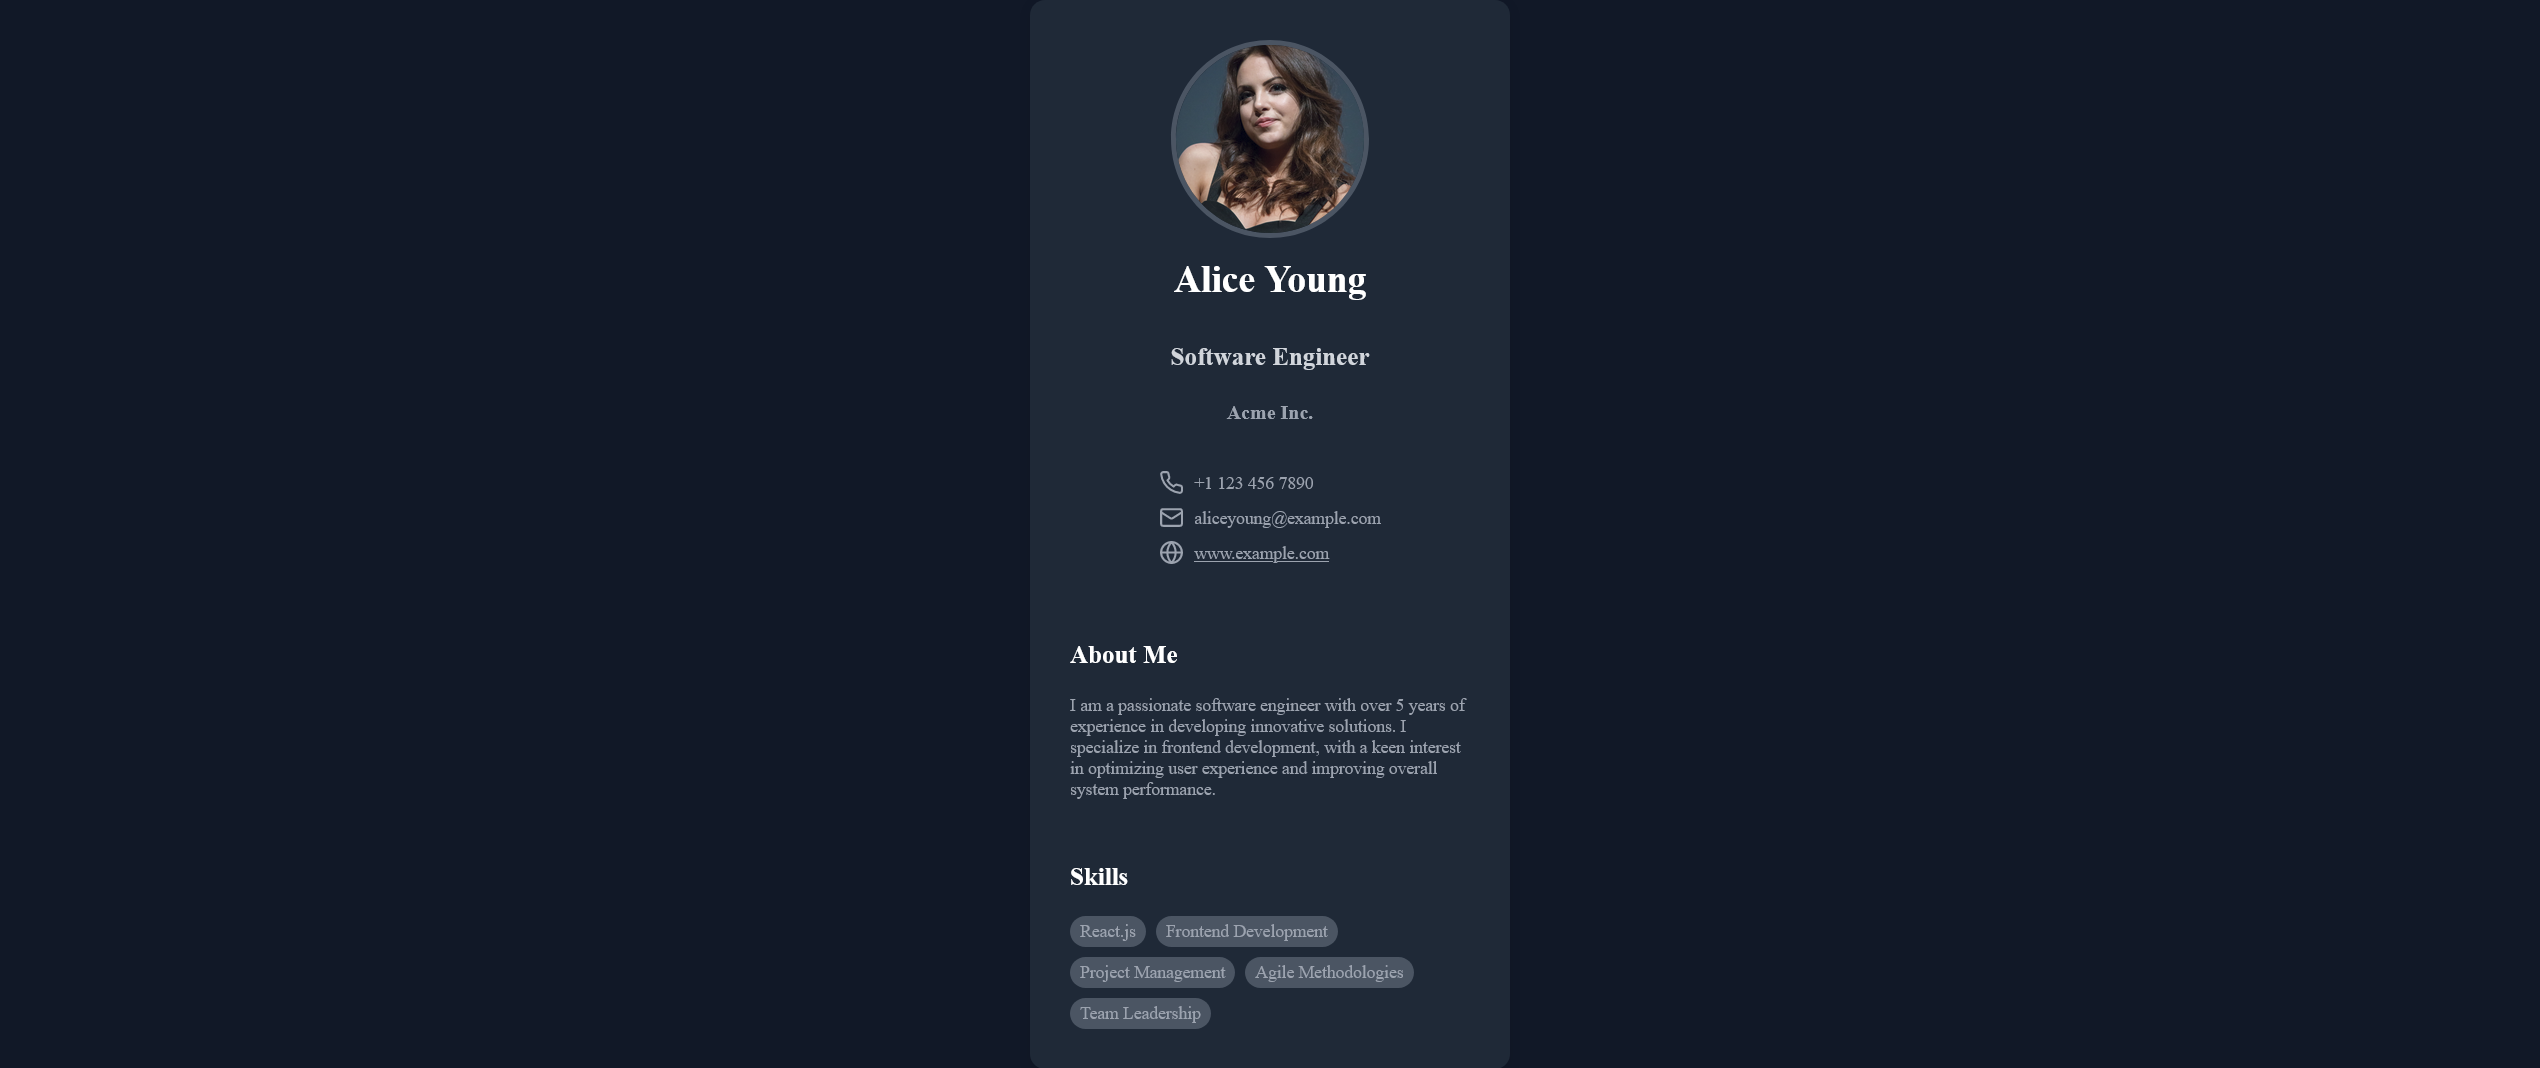 Alice Young
Software Engineer
Acme Inc.
+1 123 456 7890
aliceyoung@example.com
www.example.com
About Me
I am a passionate software engineer with over 5 years of
experience in developing innovative solutions. I
specialize in frontend development, with a keen interest
in optimizing user experience and improving overall
system performance.
Skills
React.js Frontend Development
Project Management Agile Methodologies
Team Leadership